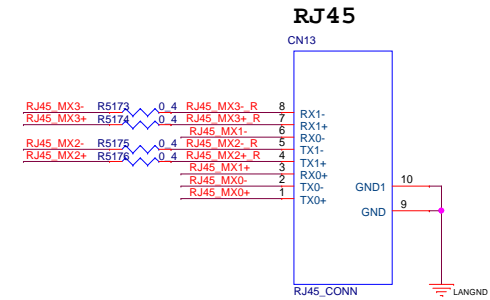 RJ45
CN13
RJ45_MX3- R5173 0_4 RJ45_MX3-_R 8 RX1-
RJ45_MX3+ R5174 0_4 RJ45_MX3+_R 7 RX1+
RJ45_MX1- 6 RX0-
RJ45_MX2- R5175 0_4 RJ45_MX2-_R 5 TX1-
RJ45_MX2+ R5176 0_4 RJ45_MX2+_R 4 TX1+
RJ45_MX1+ 3 RX0+
RJ45_MX0- 2 TX0-
RJ45_MX0+ 1 TX0+
GND1 10
GND 9
RJ45_CONN
LANGND